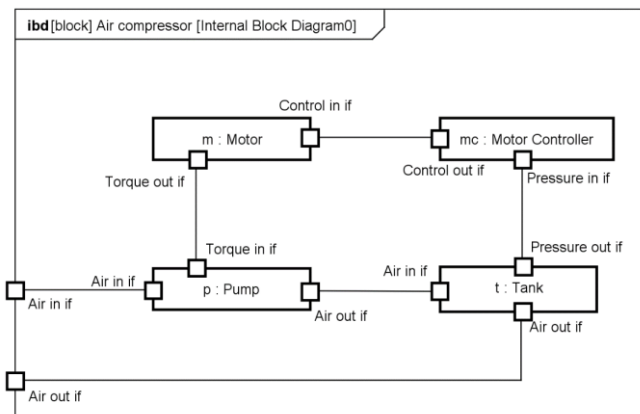 ibd [block] Air compressor [Internal Block Diagram0]
Control in if
m : Motor
mc : Motor Controller
Torque out if
Control out if
Pressure in if
Torque in if
Pressure out if
Air in if
Air in if
p : Pump
t : Tank
Air in if
Air out if
Air out if
Air out if